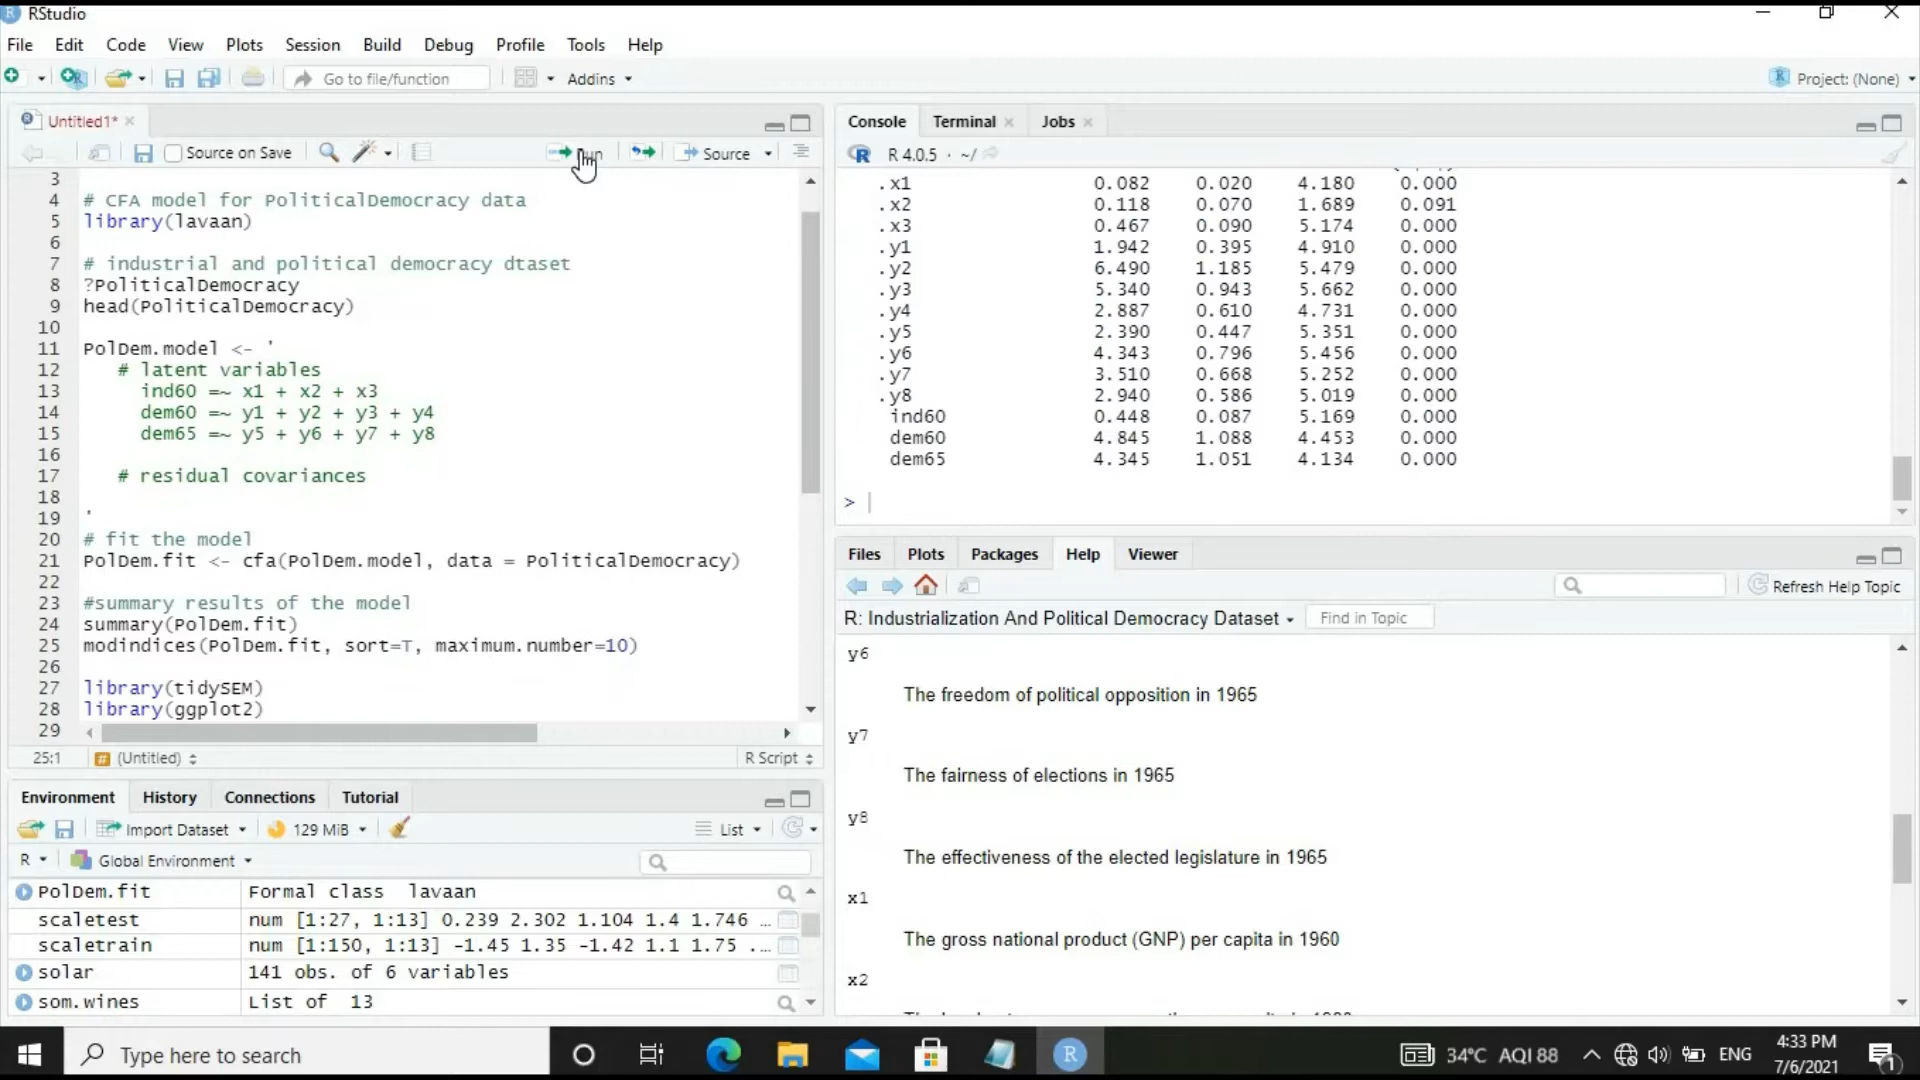 RStudio
File Edit Code View Plots Session Build Debug Profile Tools Help
Go to file/function Addins Project: (None)
Untitled1*
Source on Save Source
3
4 # CFA model for PoliticalDemocracy data
5 library(lavaan)
6
7 # industrial and political democracy dtaset
8 ?PoliticalDemocracy
9 head(PoliticalDemocracy)
10
11 PolDem.model <- '
12 # latent variables
13 ind60 =~ x1 + x2 + x3
14 dem60 =~ y1 + y2 + y3 + y4
15 dem65 =~ y5 + y6 + y7 + y8
16
17 # residual covariances
18
19 '
20 # fit the model
21 PolDem.fit <- cfa(PolDem.model, data = PoliticalDemocracy)
22
23 #summary results of the model
24 summary(PolDem.fit)
25 modindices(PolDem.fit, sort=T, maximum.number=10)
26
27 library(tidySEM)
28 library(ggplot2)
29
25:1 (Untitled) R Script
Environment History Connections Tutorial
Import Dataset 129 MiB List
R Global Environment
PolDem.fit Formal class lavaan
scaletest num [1:27, 1:13] 0.239 2.302 1.104 1.4 1.746 ...
scaletrain num [1:150, 1:13] -1.45 1.35 -1.42 1.1 1.75 ...
solar 141 obs. of 6 variables
som.wines List of 13
Console Terminal Jobs
R 4.0.5 · ~/
.x1 0.082 0.020 4.180 0.000
.x2 0.118 0.070 1.689 0.091
.x3 0.467 0.090 5.174 0.000
.y1 1.942 0.395 4.910 0.000
.y2 6.490 1.185 5.479 0.000
.y3 5.340 0.943 5.662 0.000
.y4 2.887 0.610 4.731 0.000
.y5 2.390 0.447 5.351 0.000
.y6 4.343 0.796 5.456 0.000
.y7 3.510 0.668 5.252 0.000
.y8 2.940 0.586 5.019 0.000
ind60 0.448 0.087 5.169 0.000
dem60 4.845 1.088 4.453 0.000
dem65 4.345 1.051 4.134 0.000
>
Files Plots Packages Help Viewer
Refresh Help Topic
R: Industrialization And Political Democracy Dataset Find in Topic
y6
The freedom of political opposition in 1965
y7
The fairness of elections in 1965
y8
The effectiveness of the elected legislature in 1965
x1
The gross national product (GNP) per capita in 1960
x2
Type here to search 34°C AQI 88 ENG 4:33 PM
7/6/2021 1